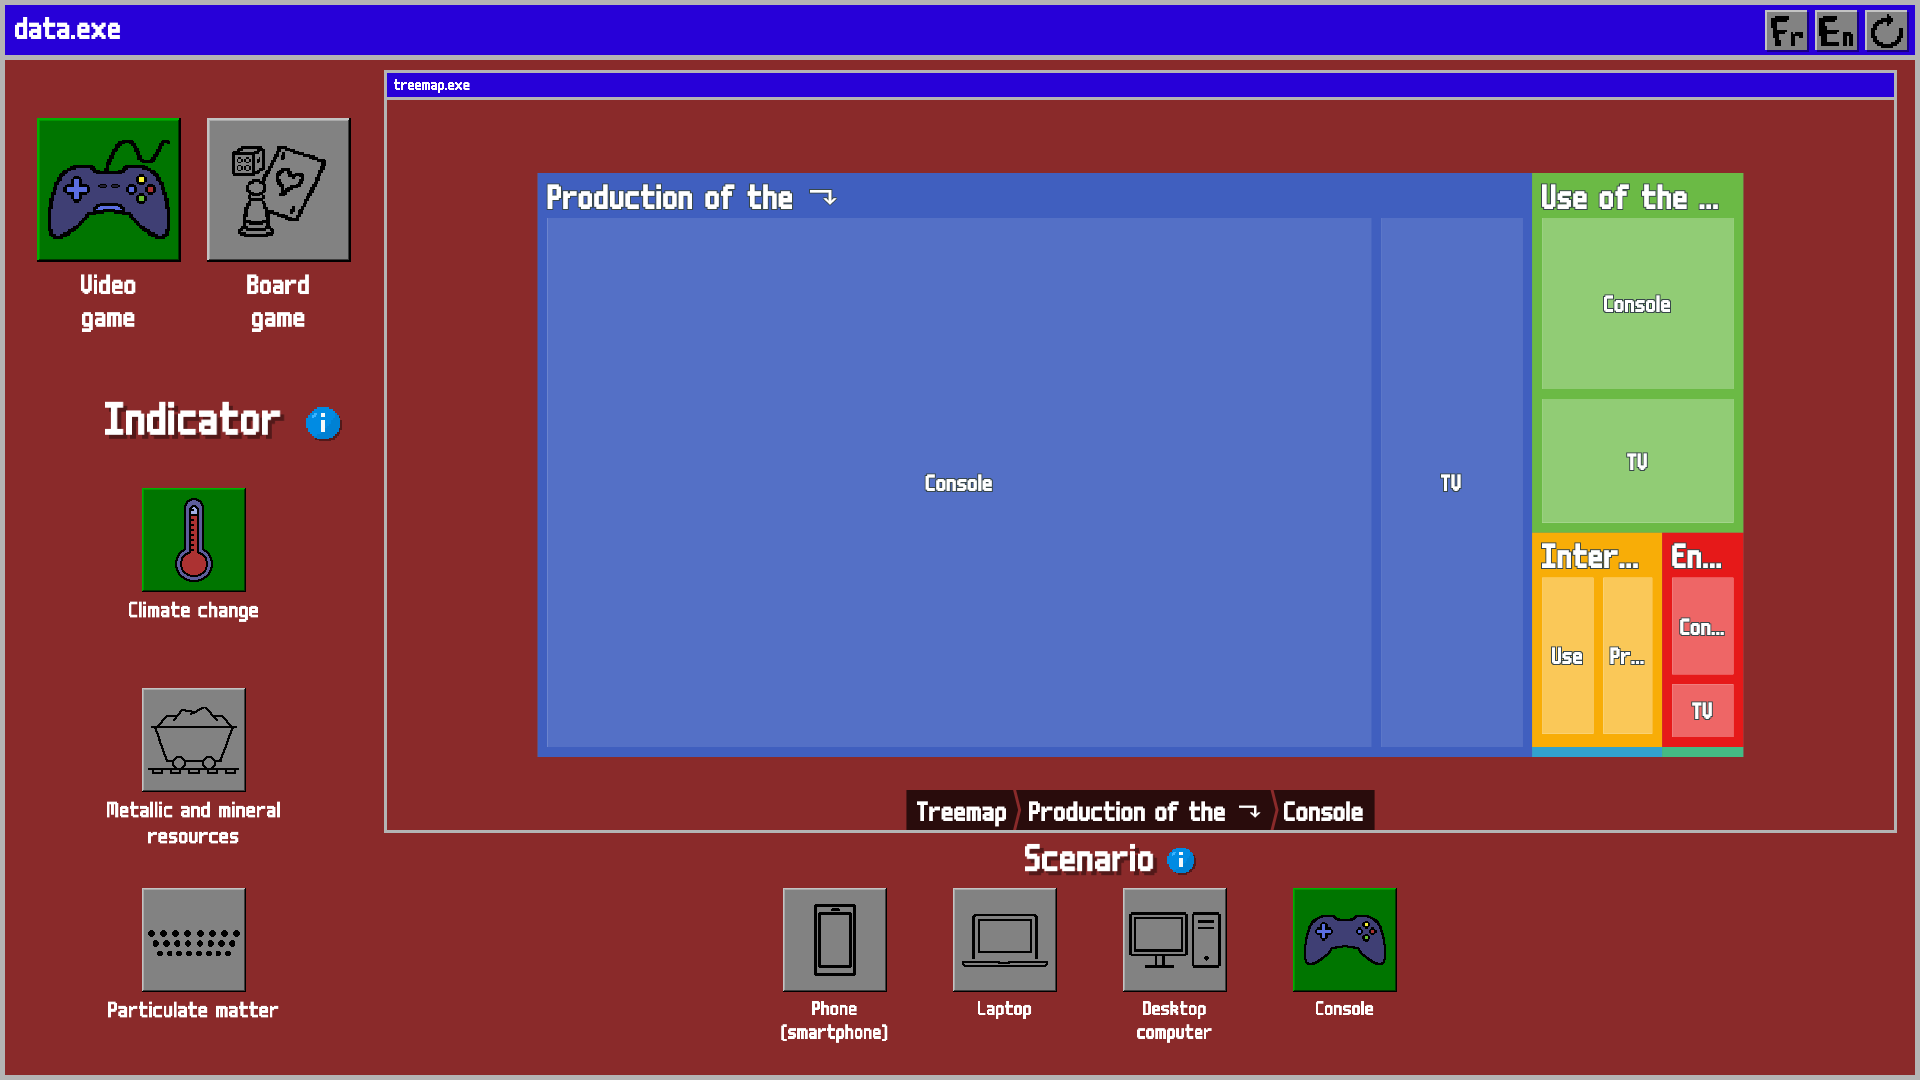 data.exe
Fr En
treemap.exe
Production of the
Console
TV
Use of the ...
Console
TV
Inter...
Use
Pr...
En...
Con...
TV
Treemap
Production of the
Console
Video
game
Board
game
Indicator i
Climate change
Metallic and mineral
resources
Particulate matter
Scenario i
Phone
(smartphone)
Laptop
Desktop
computer
Console